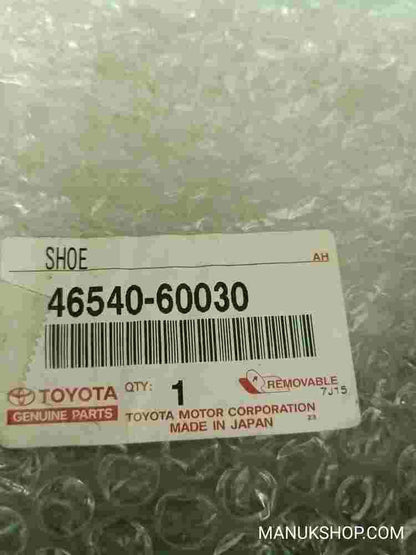 SHOE
AH
46540-60030
TOYOTA QTY: 1 REMOVABLE
7J15
GENUINE PARTS TOYOTA MOTOR CORPORATION
MADE IN JAPAN 23
MANUKSHOP.COM